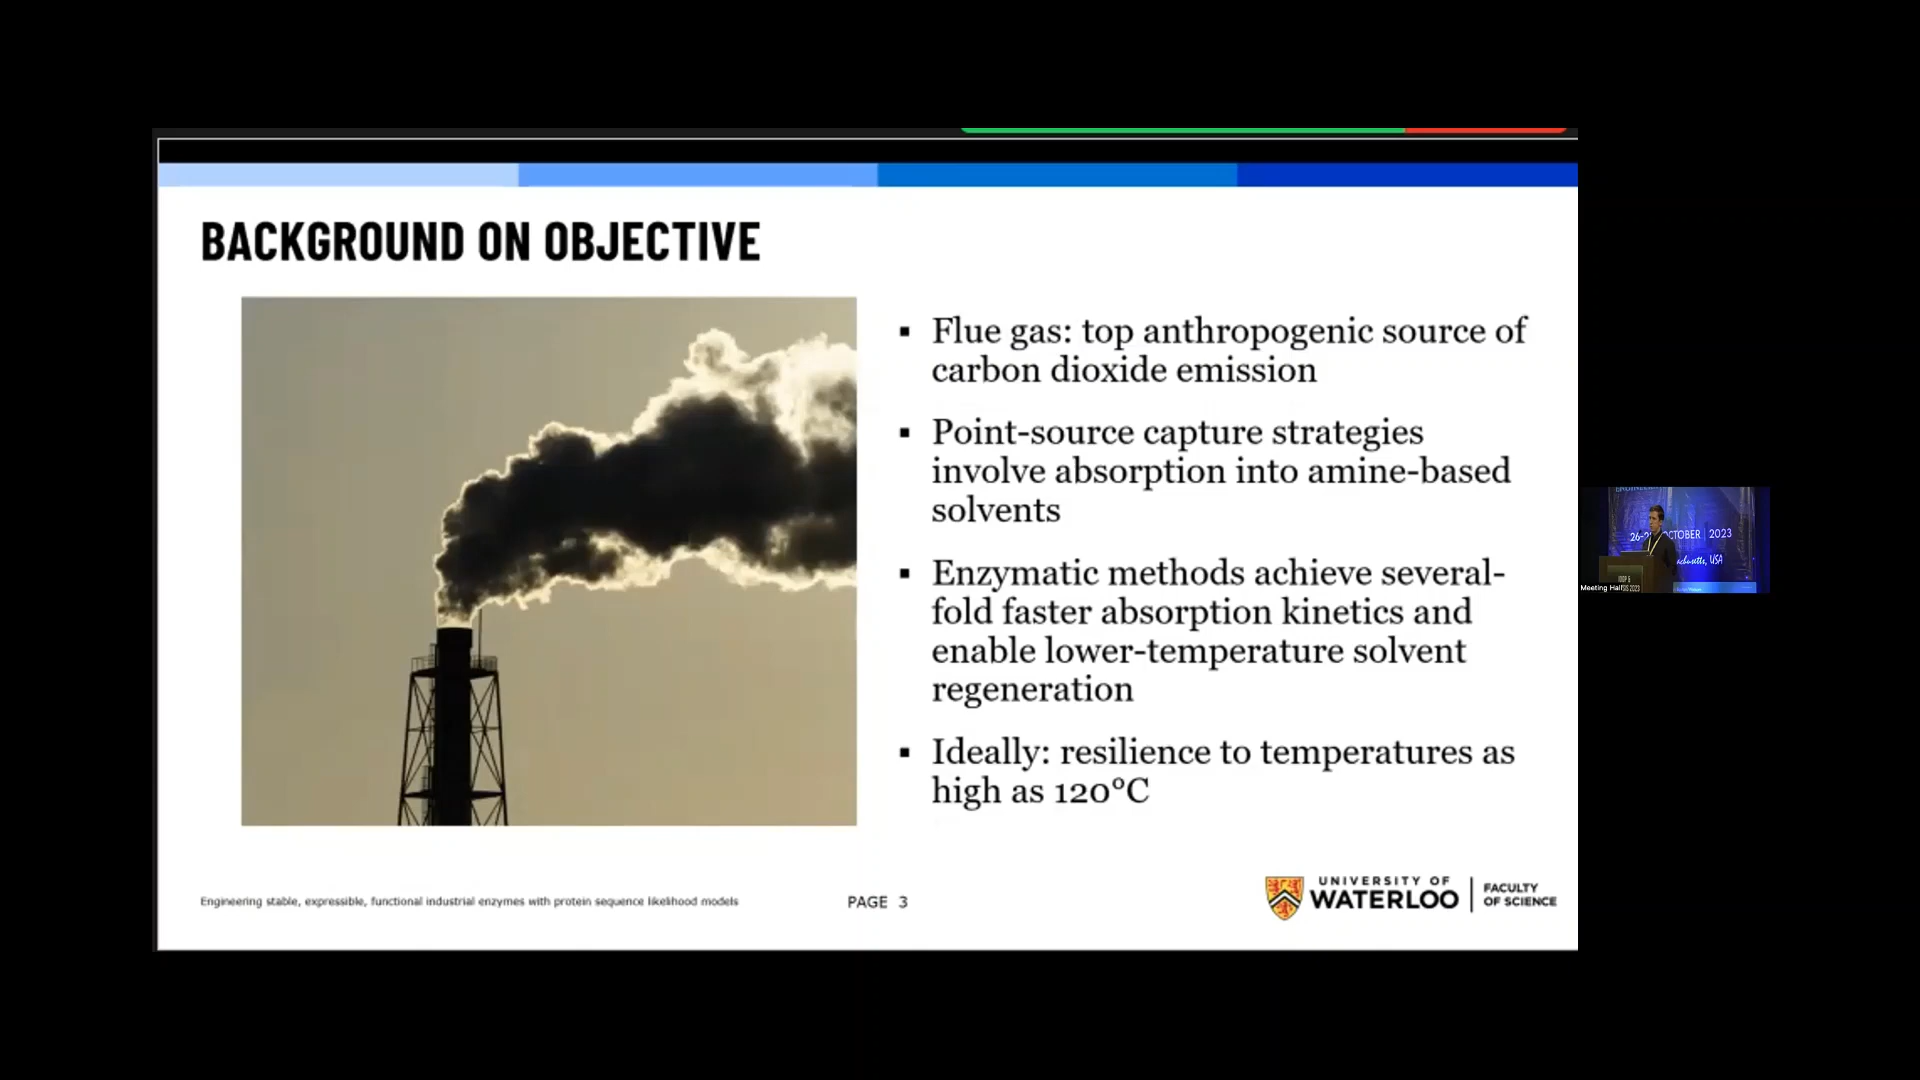 BACKGROUND ON OBJECTIVE
▪ Flue gas: top anthropogenic source of
carbon dioxide emission
▪ Point-source capture strategies
involve absorption into amine-based
solvents
▪ Enzymatic methods achieve several-
fold faster absorption kinetics and
enable lower-temperature solvent
regeneration
▪ Ideally: resilience to temperatures as
high as 120°C
Engineering stable, expressible, functional industrial enzymes with protein sequence likelihood models
PAGE 3
UNIVERSITY OF
WATERLOO
FACULTY
OF SCIENCE
OCTOBER | 2023
USA
Meeting Hall